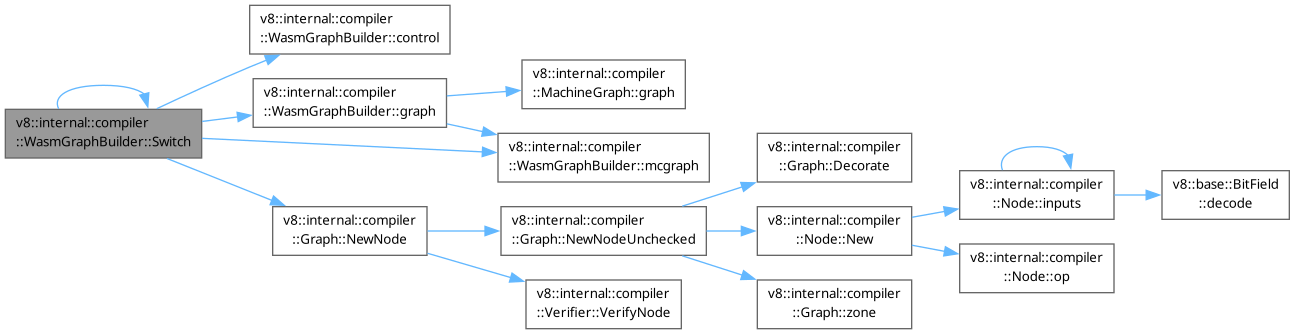 v8::internal::compiler
::WasmGraphBuilder::Switch
v8::internal::compiler
::WasmGraphBuilder::control
v8::internal::compiler
::WasmGraphBuilder::graph
v8::internal::compiler
::MachineGraph::graph
v8::internal::compiler
::WasmGraphBuilder::mcgraph
v8::internal::compiler
::Graph::NewNode
v8::internal::compiler
::Graph::NewNodeUnchecked
v8::internal::compiler
::Verifier::VerifyNode
v8::internal::compiler
::Graph::Decorate
v8::internal::compiler
::Node::New
v8::internal::compiler
::Graph::zone
v8::internal::compiler
::Node::inputs
v8::internal::compiler
::Node::op
v8::base::BitField
::decode